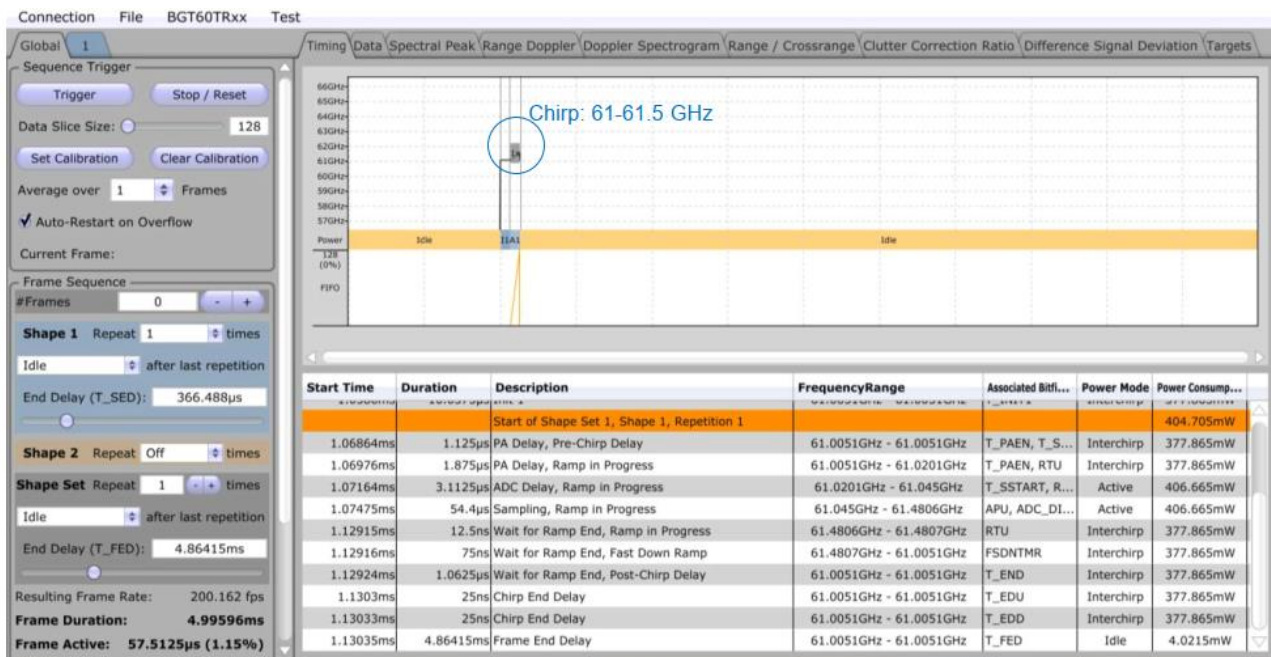 Connection File BGT60TRxx Test
Global 1
Timing Data Spectral Peak Range Doppler Doppler Spectrogram Range / Crossrange Clutter Correction Ratio Difference Signal Deviation Targets
Sequence Trigger
Trigger Stop / Reset
Data Slice Size: 128
Set Calibration Clear Calibration
Average over 1 Frames
Auto-Restart on Overflow
Current Frame:
Frame Sequence
#Frames 0 - +
Shape 1 Repeat 1 times
Idle after last repetition
End Delay (T_SED): 366.488µs
Shape 2 Repeat Off times
Shape Set Repeat 1 - + times
Idle after last repetition
End Delay (T_FED): 4.86415ms
Resulting Frame Rate: 200.162 fps
Frame Duration: 4.99596ms
Frame Active: 57.5125µs (1.15%)
66GHz
65GHz
64GHz
63GHz
62GHz
61GHz
60GHz
59GHz
58GHz
57GHz
Chirp: 61-61.5 GHz
Power Idle I1A1 Idle
128
(0%)
FIFO
Start Time Duration Description FrequencyRange Associated Bitfi... Power Mode Power Consump...
Start of Shape Set 1, Shape 1, Repetition 1 404.705mW
1.06864ms 1.125µs PA Delay, Pre-Chirp Delay 61.0051GHz - 61.0051GHz T_PAEN, T_S... Interchirp 377.865mW
1.06976ms 1.875µs PA Delay, Ramp in Progress 61.0051GHz - 61.0201GHz T_PAEN, RTU Interchirp 377.865mW
1.07164ms 3.1125µs ADC Delay, Ramp in Progress 61.0201GHz - 61.045GHz T_SSTART, R... Active 406.665mW
1.07475ms 54.4µs Sampling, Ramp in Progress 61.045GHz - 61.4806GHz APU, ADC_DI... Active 406.665mW
1.12915ms 12.5ns Wait for Ramp End, Ramp in Progress 61.4806GHz - 61.4807GHz RTU Interchirp 377.865mW
1.12916ms 75ns Wait for Ramp End, Fast Down Ramp 61.4807GHz - 61.0051GHz FSDNTMR Interchirp 377.865mW
1.12924ms 1.0625µs Wait for Ramp End, Post-Chirp Delay 61.0051GHz - 61.0051GHz T_END Interchirp 377.865mW
1.1303ms 25ns Chirp End Delay 61.0051GHz - 61.0051GHz T_EDU Interchirp 377.865mW
1.13033ms 25ns Chirp End Delay 61.0051GHz - 61.0051GHz T_EDD Interchirp 377.865mW
1.13035ms 4.86415ms Frame End Delay 61.0051GHz - 61.0051GHz T_FED Idle 4.0215mW